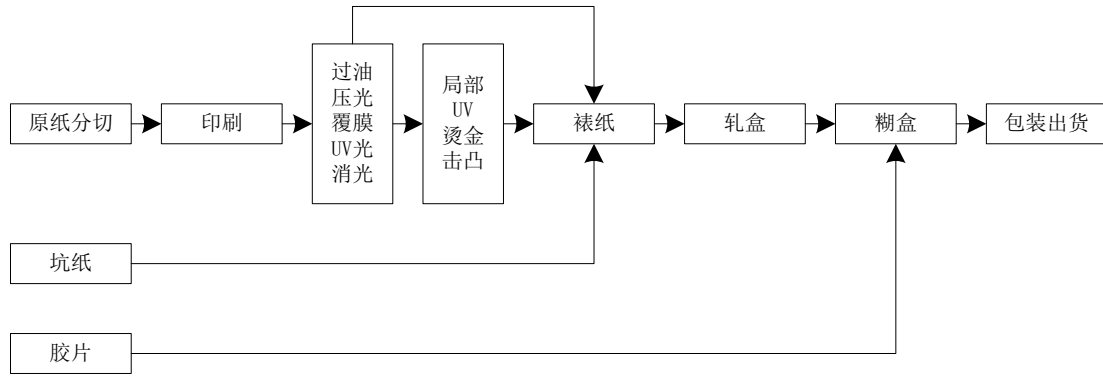 原纸分切
印刷
过油
压光
覆膜
UV光
消光
局部
UV
烫金
击凸
裱纸
轧盒
糊盒
包装出货
坑纸
胶片